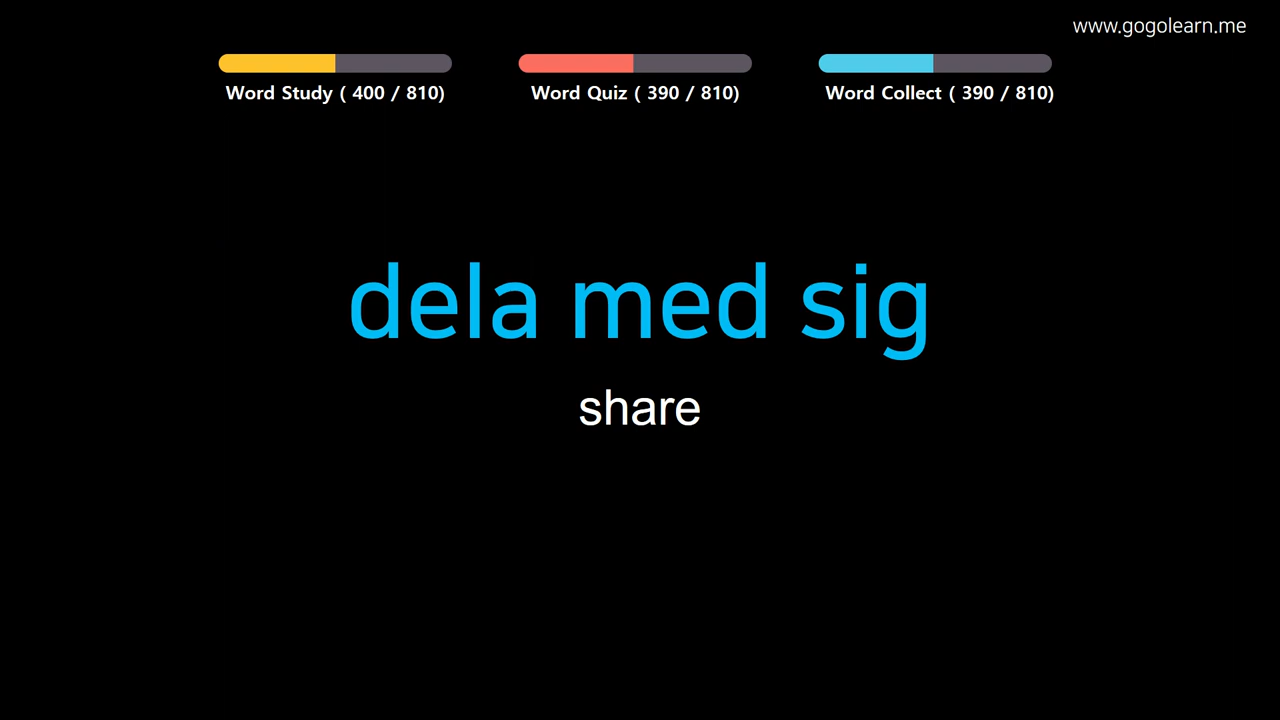 www.gogolearn.me
Word Study ( 400 / 810)
Word Quiz ( 390 / 810)
Word Collect ( 390 / 810)
dela med sig
share